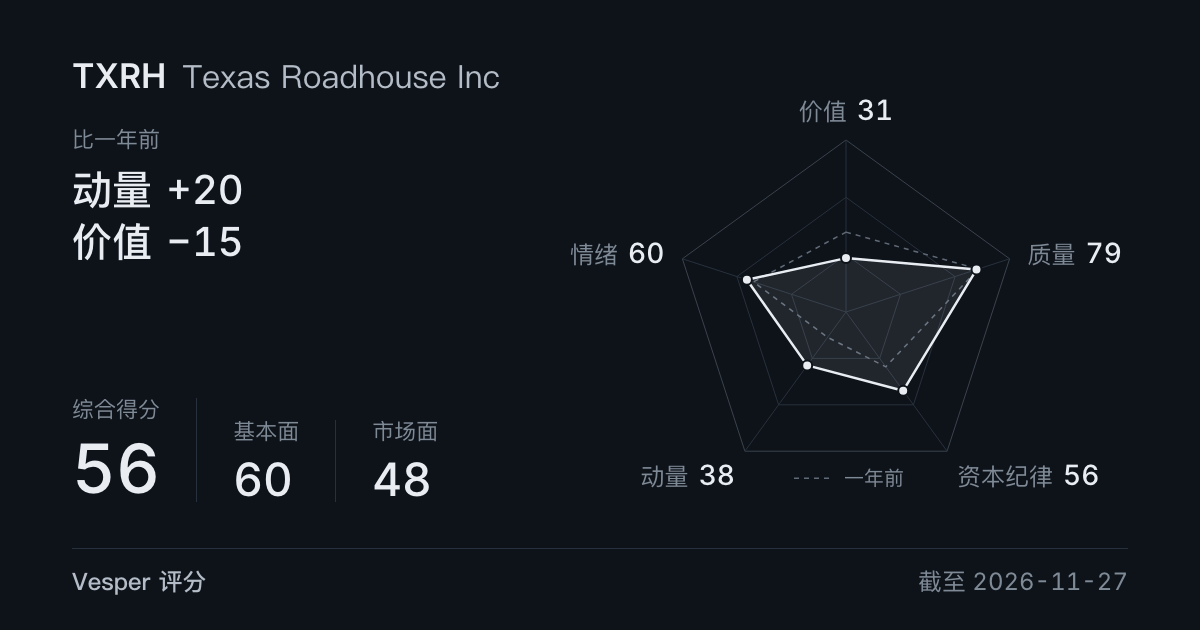 TXRH Texas Roadhouse Inc
比一年前
动量 +20
价值 −15
综合得分
56
基本面
60
市场面
48
价值 31
情绪 60
质量 79
动量 38
一年前
资本纪律 56
Vesper 评分
截至 2026-11-27